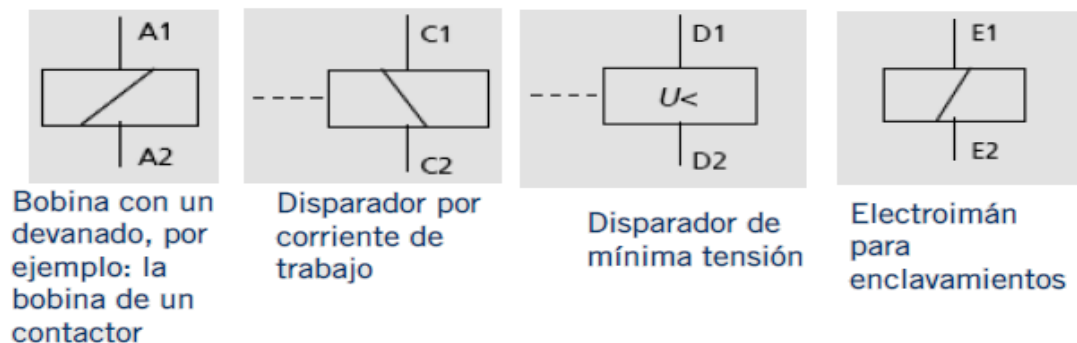 A1
A2
Bobina con un
devanado, por
ejemplo: la
bobina de un
contactor
C1
C2
Disparador por
corriente de
trabajo
D1
U<
D2
Disparador de
mínima tensión
E1
E2
Electroimán
para
enclavamientos